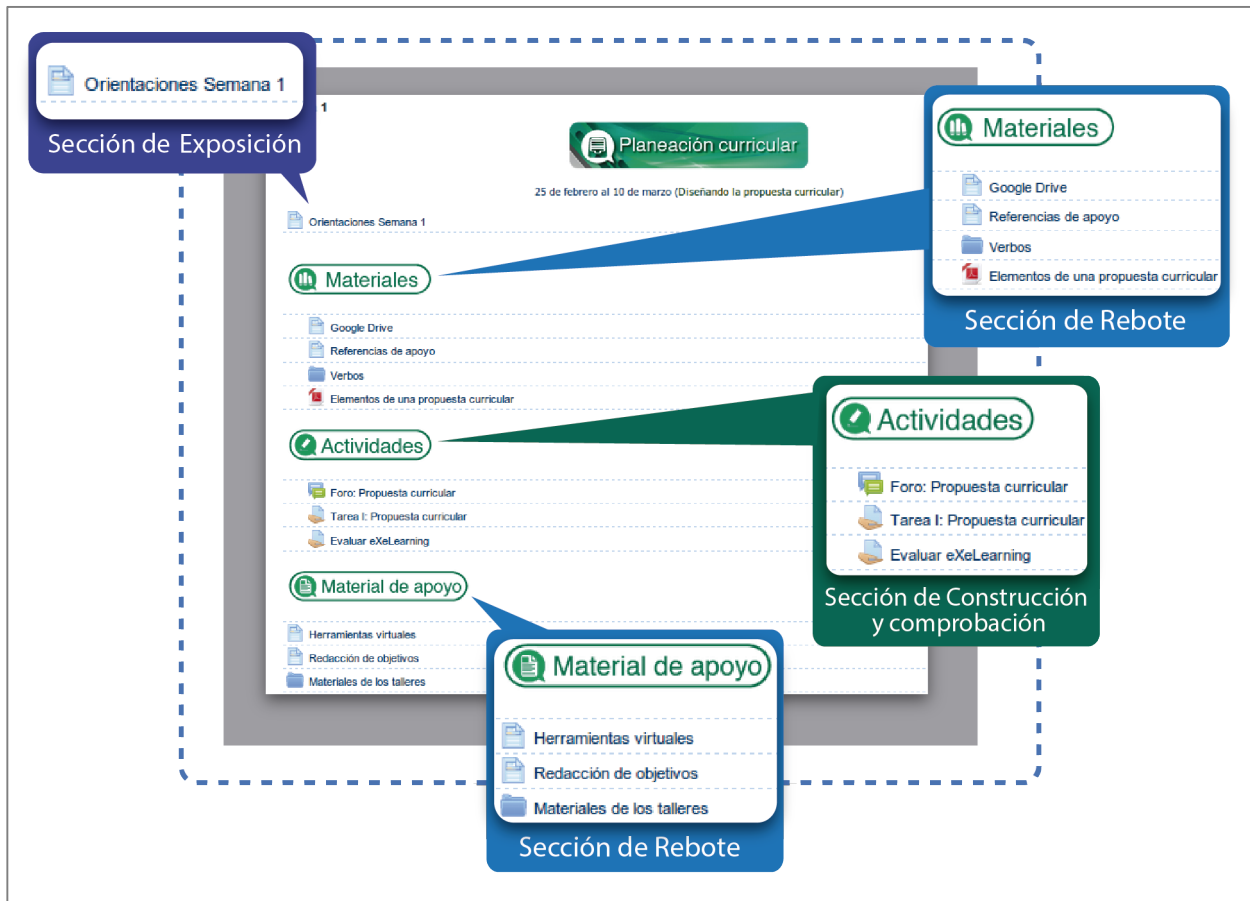 Orientaciones Semana 1
Sección de Exposición
1
Planeación curricular
25 de febrero al 10 de marzo (Diseñando la propuesta curricular)
Orientaciones Semana 1
Materiales
Google Drive
Referencias de apoyo
Verbos
Elementos de una propuesta curricular
Actividades
Foro: Propuesta curricular
Tarea I: Propuesta curricular
Evaluar eXeLearning
Material de apoyo
Herramientas virtuales
Redacción de objetivos
Materiales de los talleres
Materiales
Google Drive
Referencias de apoyo
Verbos
Elementos de una propuesta curricular
Sección de Rebote
Actividades
Foro: Propuesta curricular
Tarea I: Propuesta curricular
Evaluar eXeLearning
Sección de Construcción
y comprobación
Material de apoyo
Herramientas virtuales
Redacción de objetivos
Materiales de los talleres
Sección de Rebote